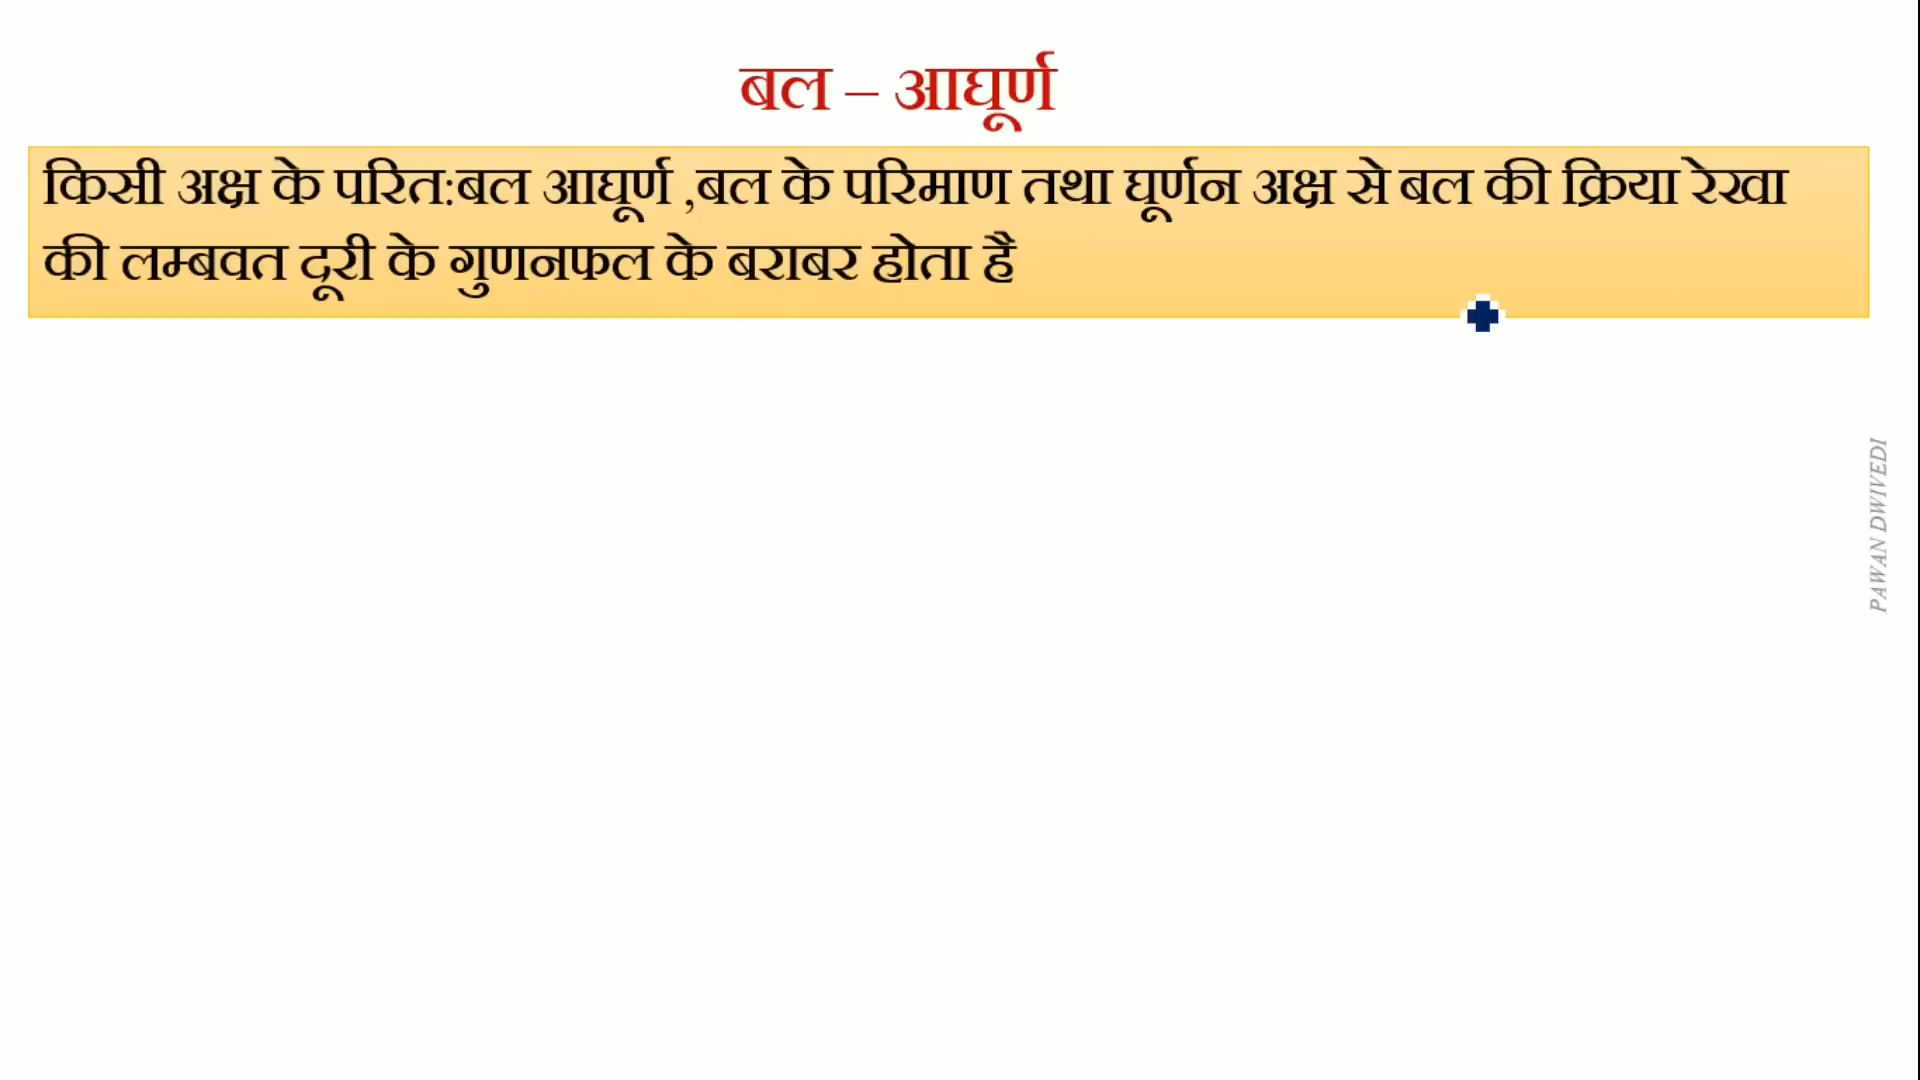 बल – आघूर्ण
किसी अक्ष के परित:बल आघूर्ण ,बल के परिमाण तथा घूर्णन अक्ष से बल की क्रिया रेखा
की लम्बवत दूरी के गुणनफल के बराबर होता है
PAWAN DWIVEDI